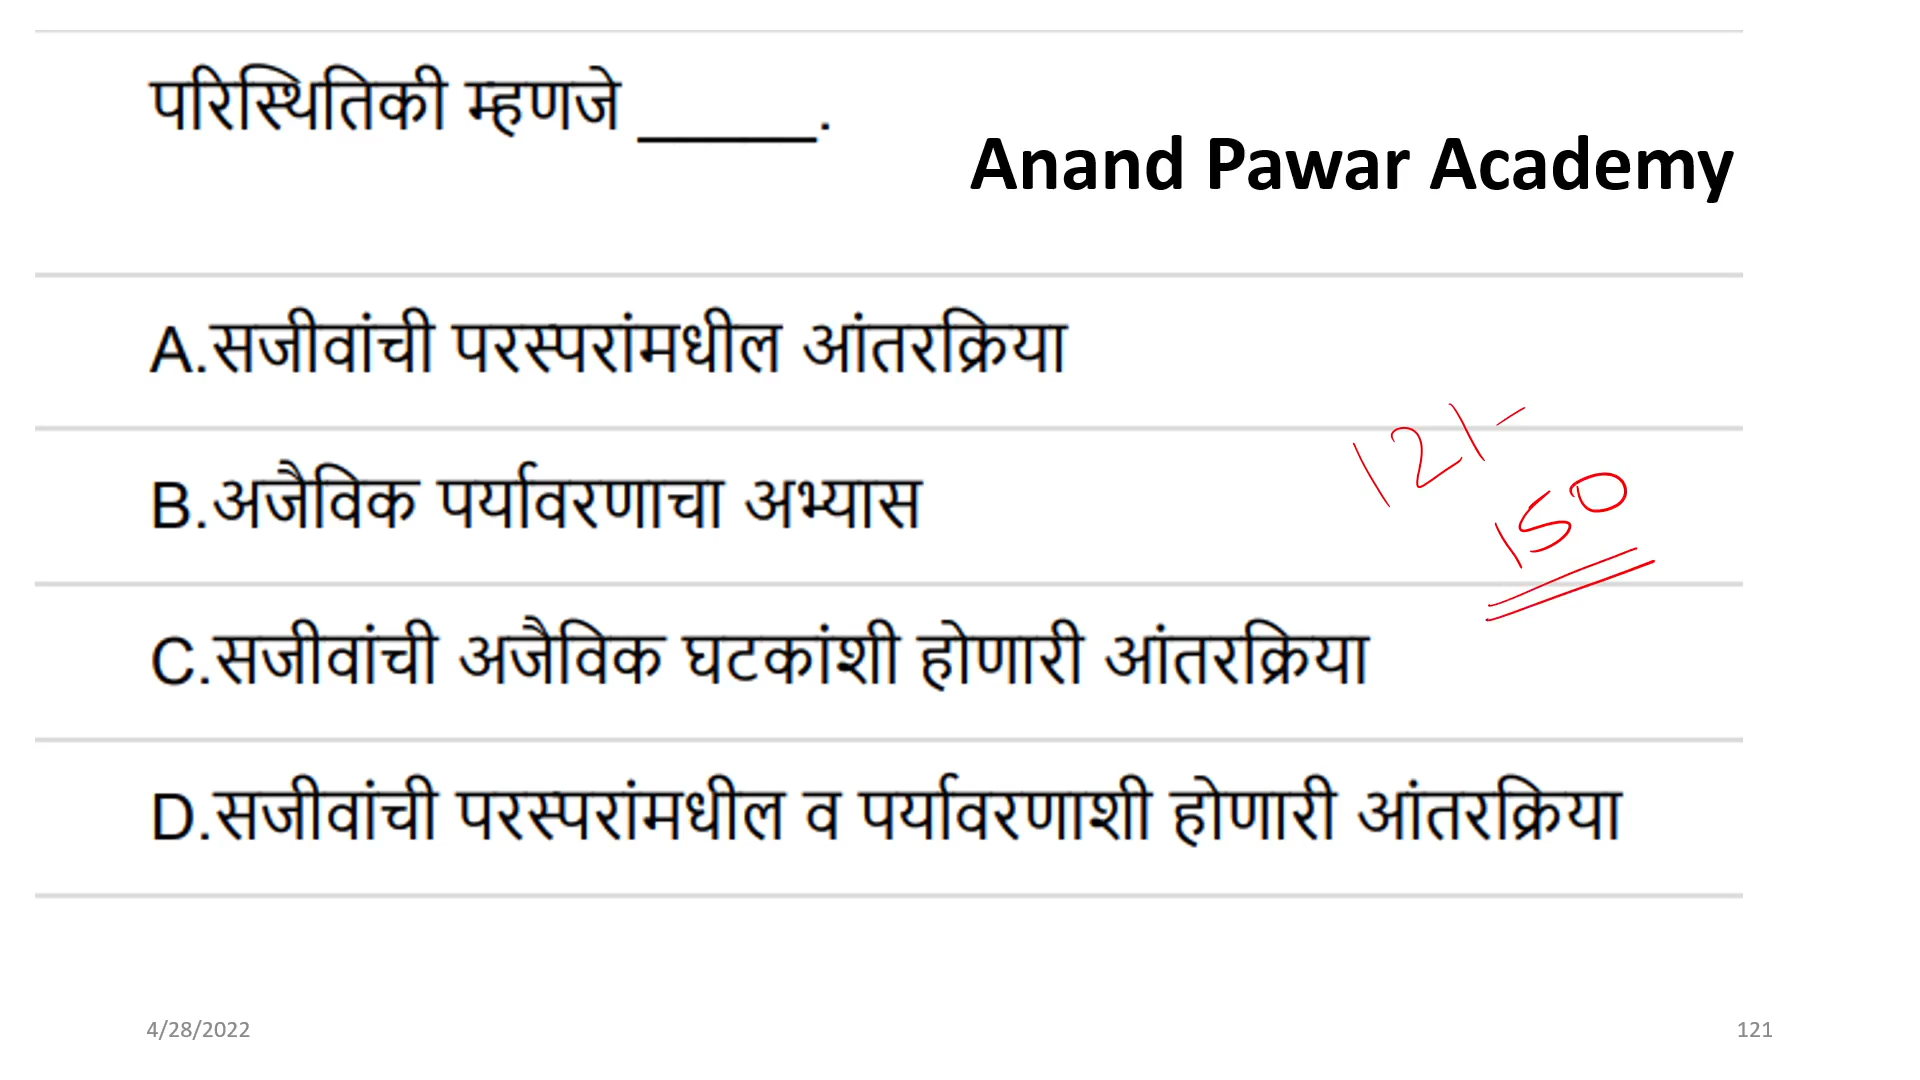 परिस्थितिकी म्हणजे _____.
Anand Pawar Academy
A.सजीवांची परस्परांमधील आंतरक्रिया
B.अजैविक पर्यावरणाचा अभ्यास
121-
150
C.सजीवांची अजैविक घटकांशी होणारी आंतरक्रिया
D.सजीवांची परस्परांमधील व पर्यावरणाशी होणारी आंतरक्रिया
4/28/2022
121